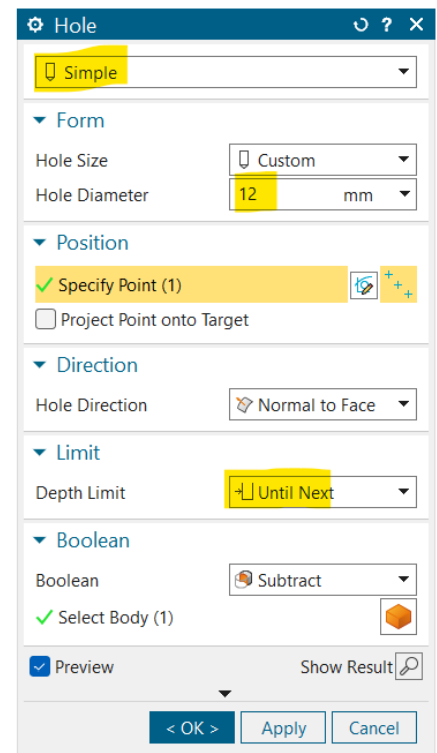 Hole ?
Simple
Form
Hole Size Custom
Hole Diameter 12 mm
Position
Specify Point (1)
Project Point onto Target
Direction
Hole Direction Normal to Face
Limit
Depth Limit Until Next
Boolean
Boolean Subtract
Select Body (1)
Preview Show Result
< OK > Apply Cancel